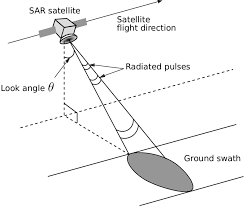 SAR satellite
Satellite
flight direction
Radiated pulses
Look angle θ
Ground swath